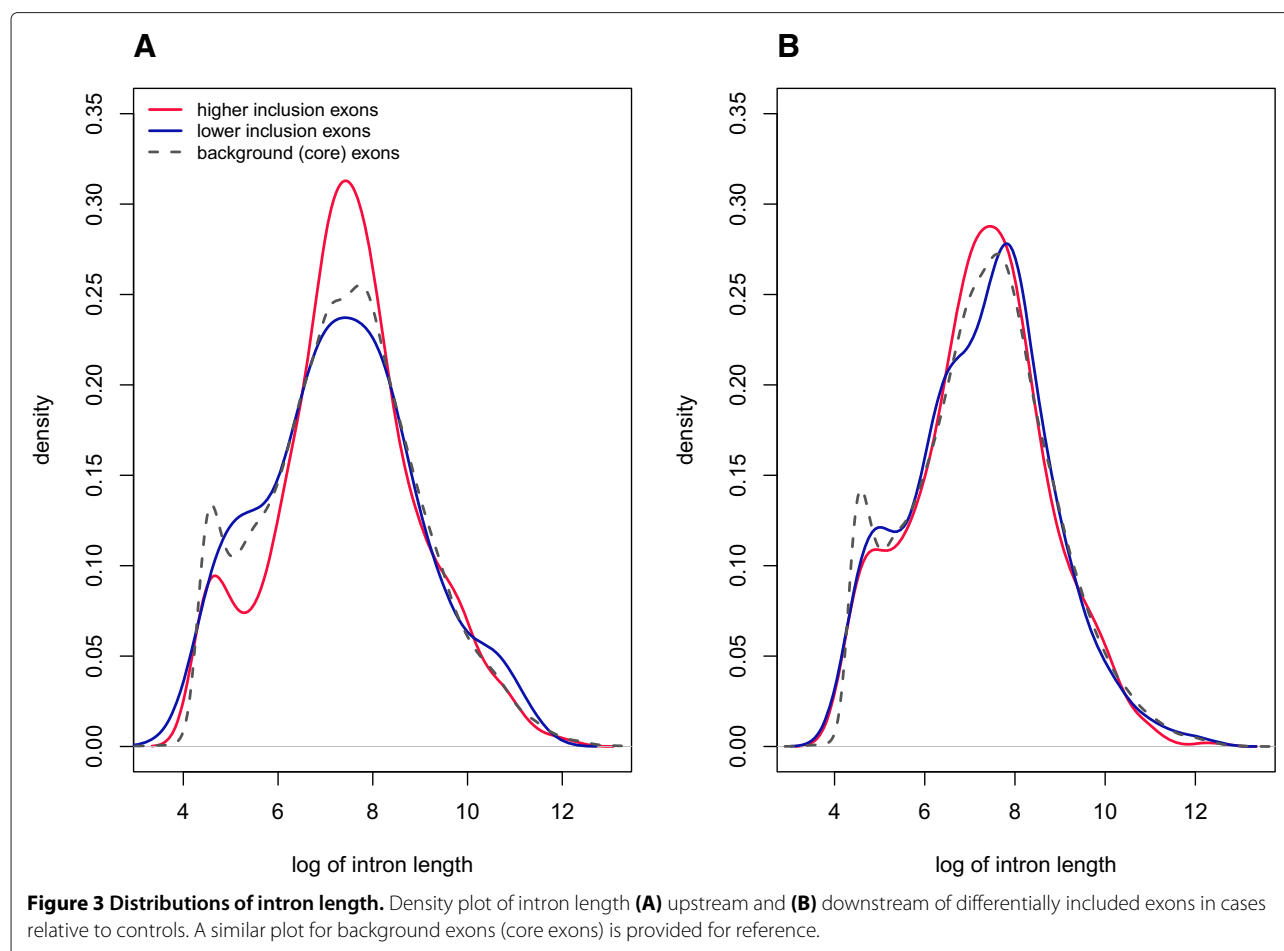 A
B
higher inclusion exons
lower inclusion exons
background (core) exons
0.35
0.30
0.25
0.20
0.15
0.10
0.05
0.00
density
4 6 8 10 12
log of intron length
0.35
0.30
0.25
0.20
0.15
0.10
0.05
0.00
density
4 6 8 10 12
log of intron length
Figure 3 Distributions of intron length. Density plot of intron length (A) upstream and (B) downstream of differentially included exons in cases
relative to controls. A similar plot for background exons (core exons) is provided for reference.